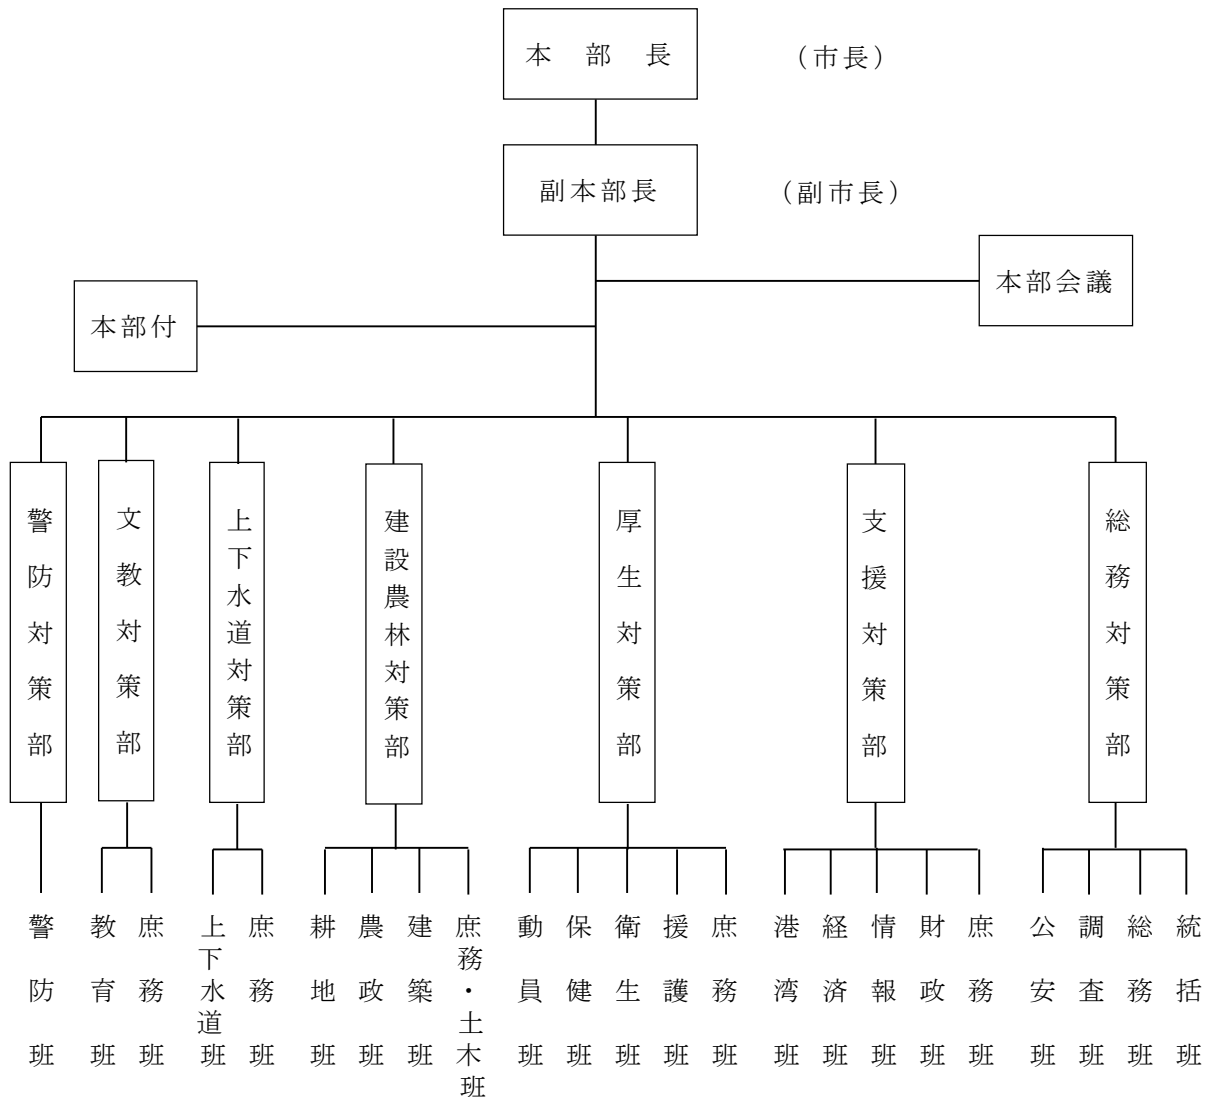 本部長
（市長）
副本部長
（副市長）
本部会議
本部付
総務対策部
支援対策部
厚生対策部
建設農林対策部
上下水道対策部
文教対策部
警防対策部
統括班
総務班
調査班
公安班
庶務班
財政班
情報班
経済班
港湾班
庶務班
援護班
衛生班
保健班
動員班
庶務・土木班
建築班
農政班
耕地班
庶務班
上下水道班
庶務班
教育班
警防班